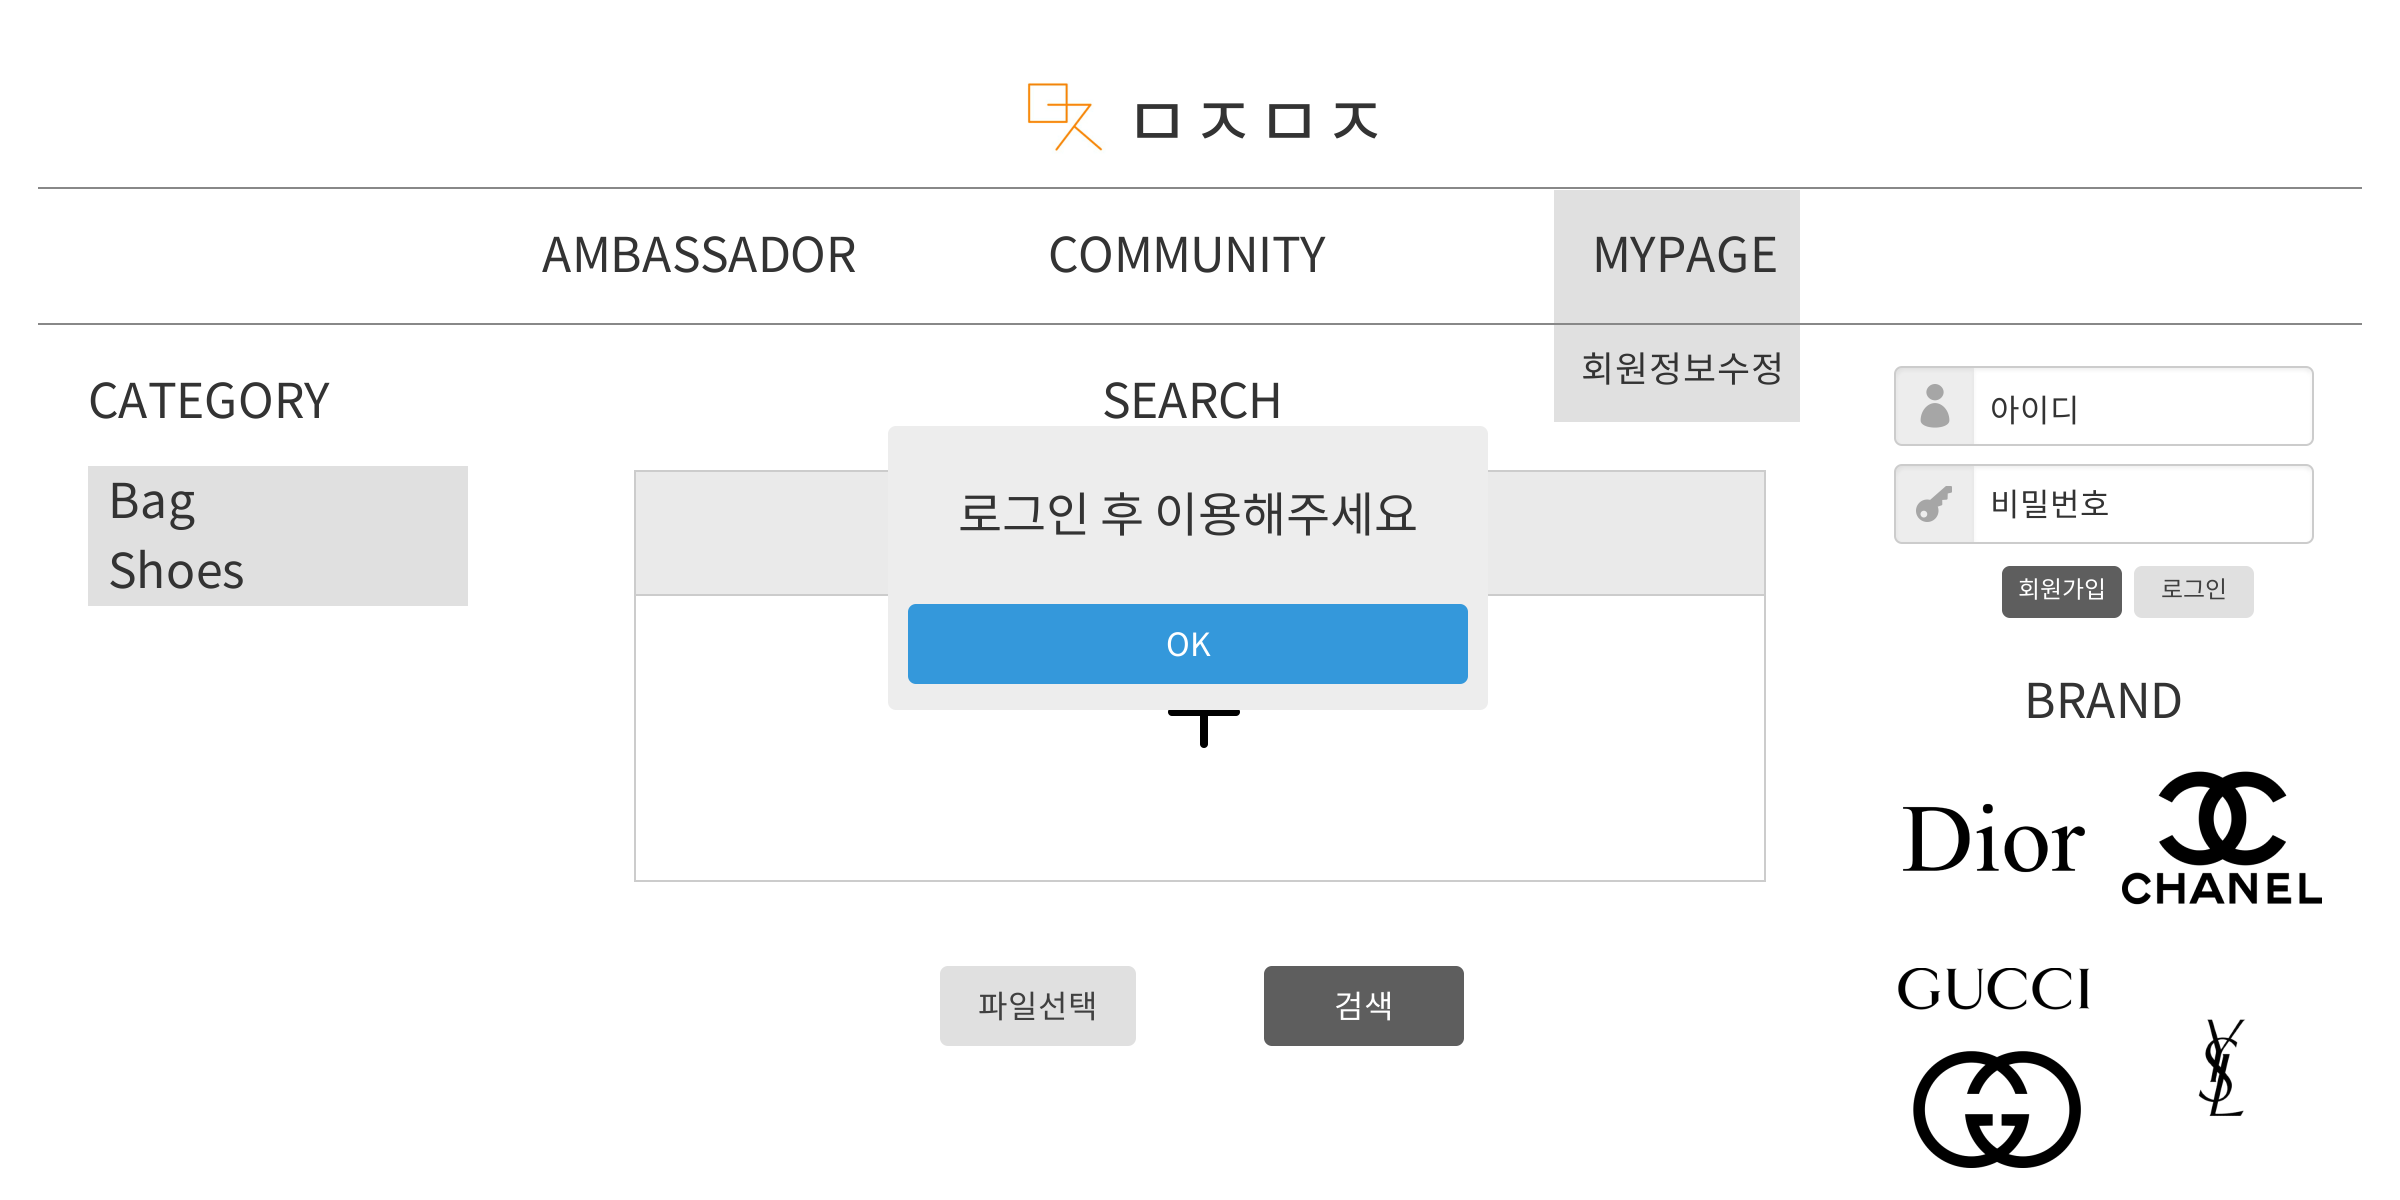 ㅁㅈㅁㅈ
AMBASSADOR
COMMUNITY
MYPAGE
회원정보수정
CATEGORY
Bag
Shoes
SEARCH
로그인 후 이용해주세요
OK
파일선택
검색
아이디
비밀번호
회원가입
로그인
BRAND
Dior
CHANEL
GUCCI
YSL